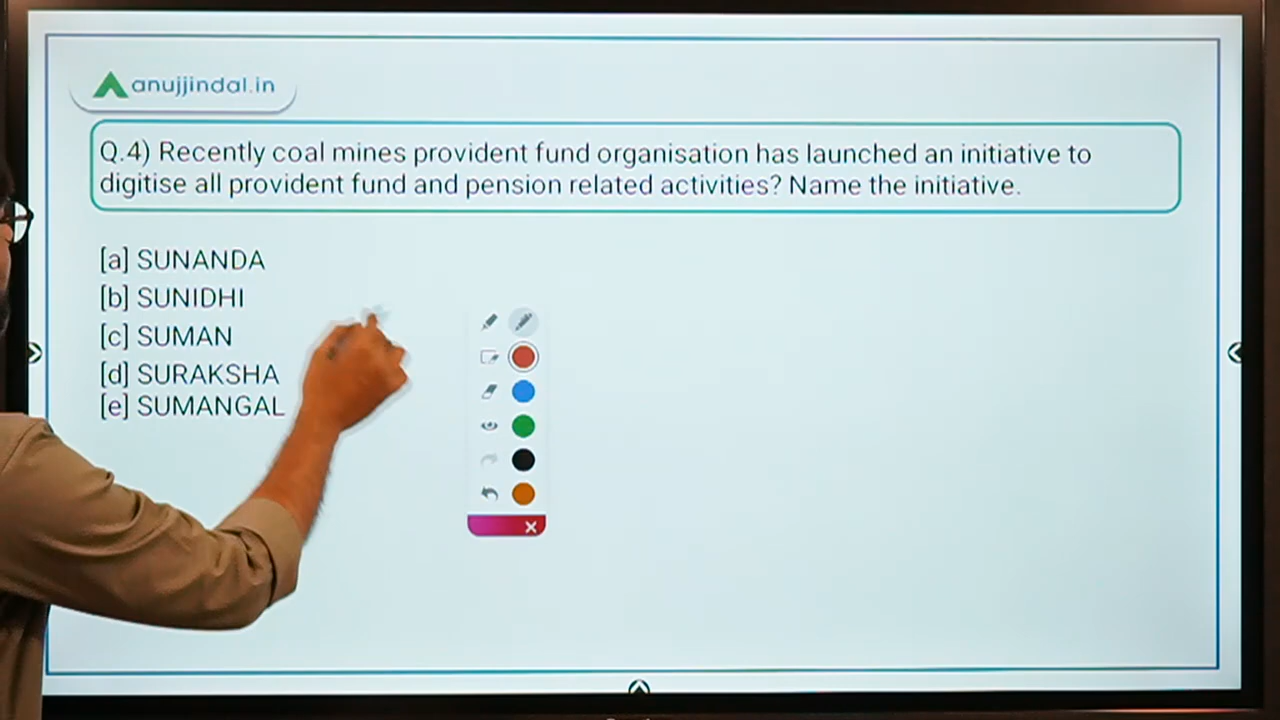 anujjindal.in
Q.4) Recently coal mines provident fund organisation has launched an initiative to
digitise all provident fund and pension related activities? Name the initiative.
[a] SUNANDA
[b] SUNIDHI
[c] SUMAN
[d] SURAKSHA
[e] SUMANGAL